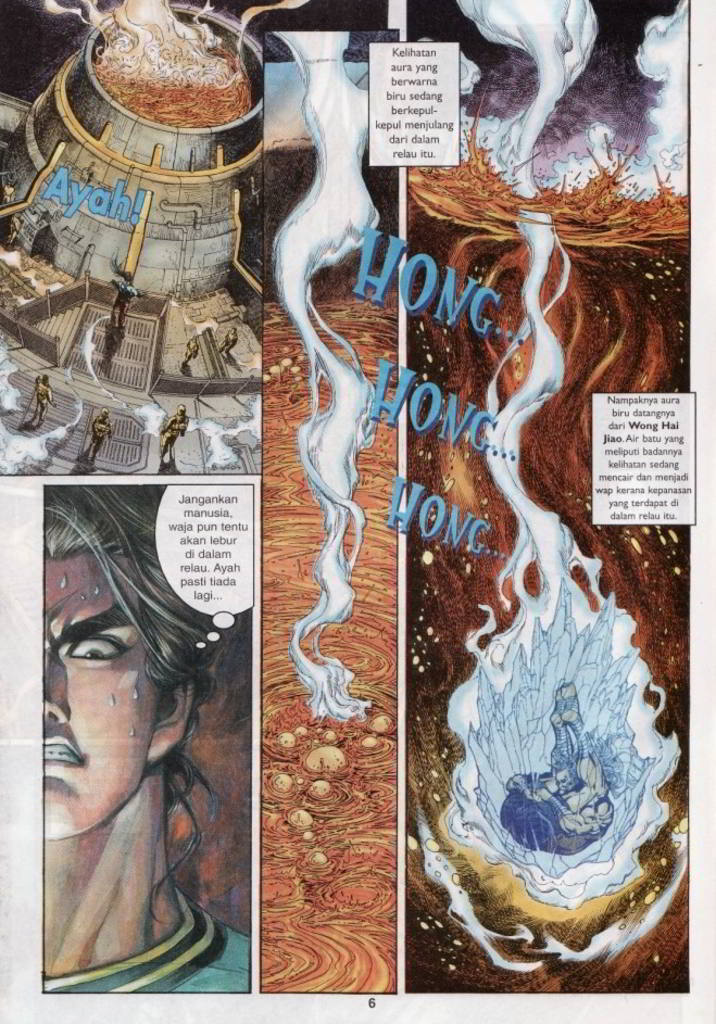 Ayah!
Kelihatan
aura yang
berwarna
biru sedang
berkepul-
kepul menjulang
dari dalam
relau itu.
HONG...
HONG...
HONG...
Nampaknya aura
biru datangnya
dari Wong Hai
Jiao. Air batu yang
meliputi badannya
kelihatan sedang
mencair dan menjadi
wap kerana kepanasan
yang terdapat di
dalam relau itu.
Jangankan
manusia,
waja pun tentu
akan lebur
di dalam
relau. Ayah
pasti tiada
lagi...
6